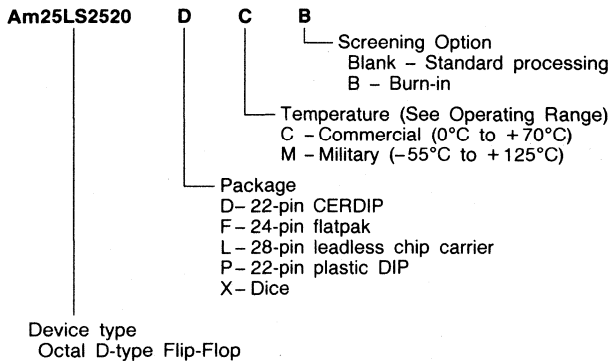 Am25LS2520 D C B
Screening Option
Blank – Standard processing
B – Burn-in
Temperature (See Operating Range)
C – Commercial (0°C to +70°C)
M – Military (–55°C to +125°C)
Package
D– 22-pin CERDIP
F – 24-pin flatpak
L – 28-pin leadless chip carrier
P – 22-pin plastic DIP
X– Dice
Device type
Octal D-type Flip-Flop